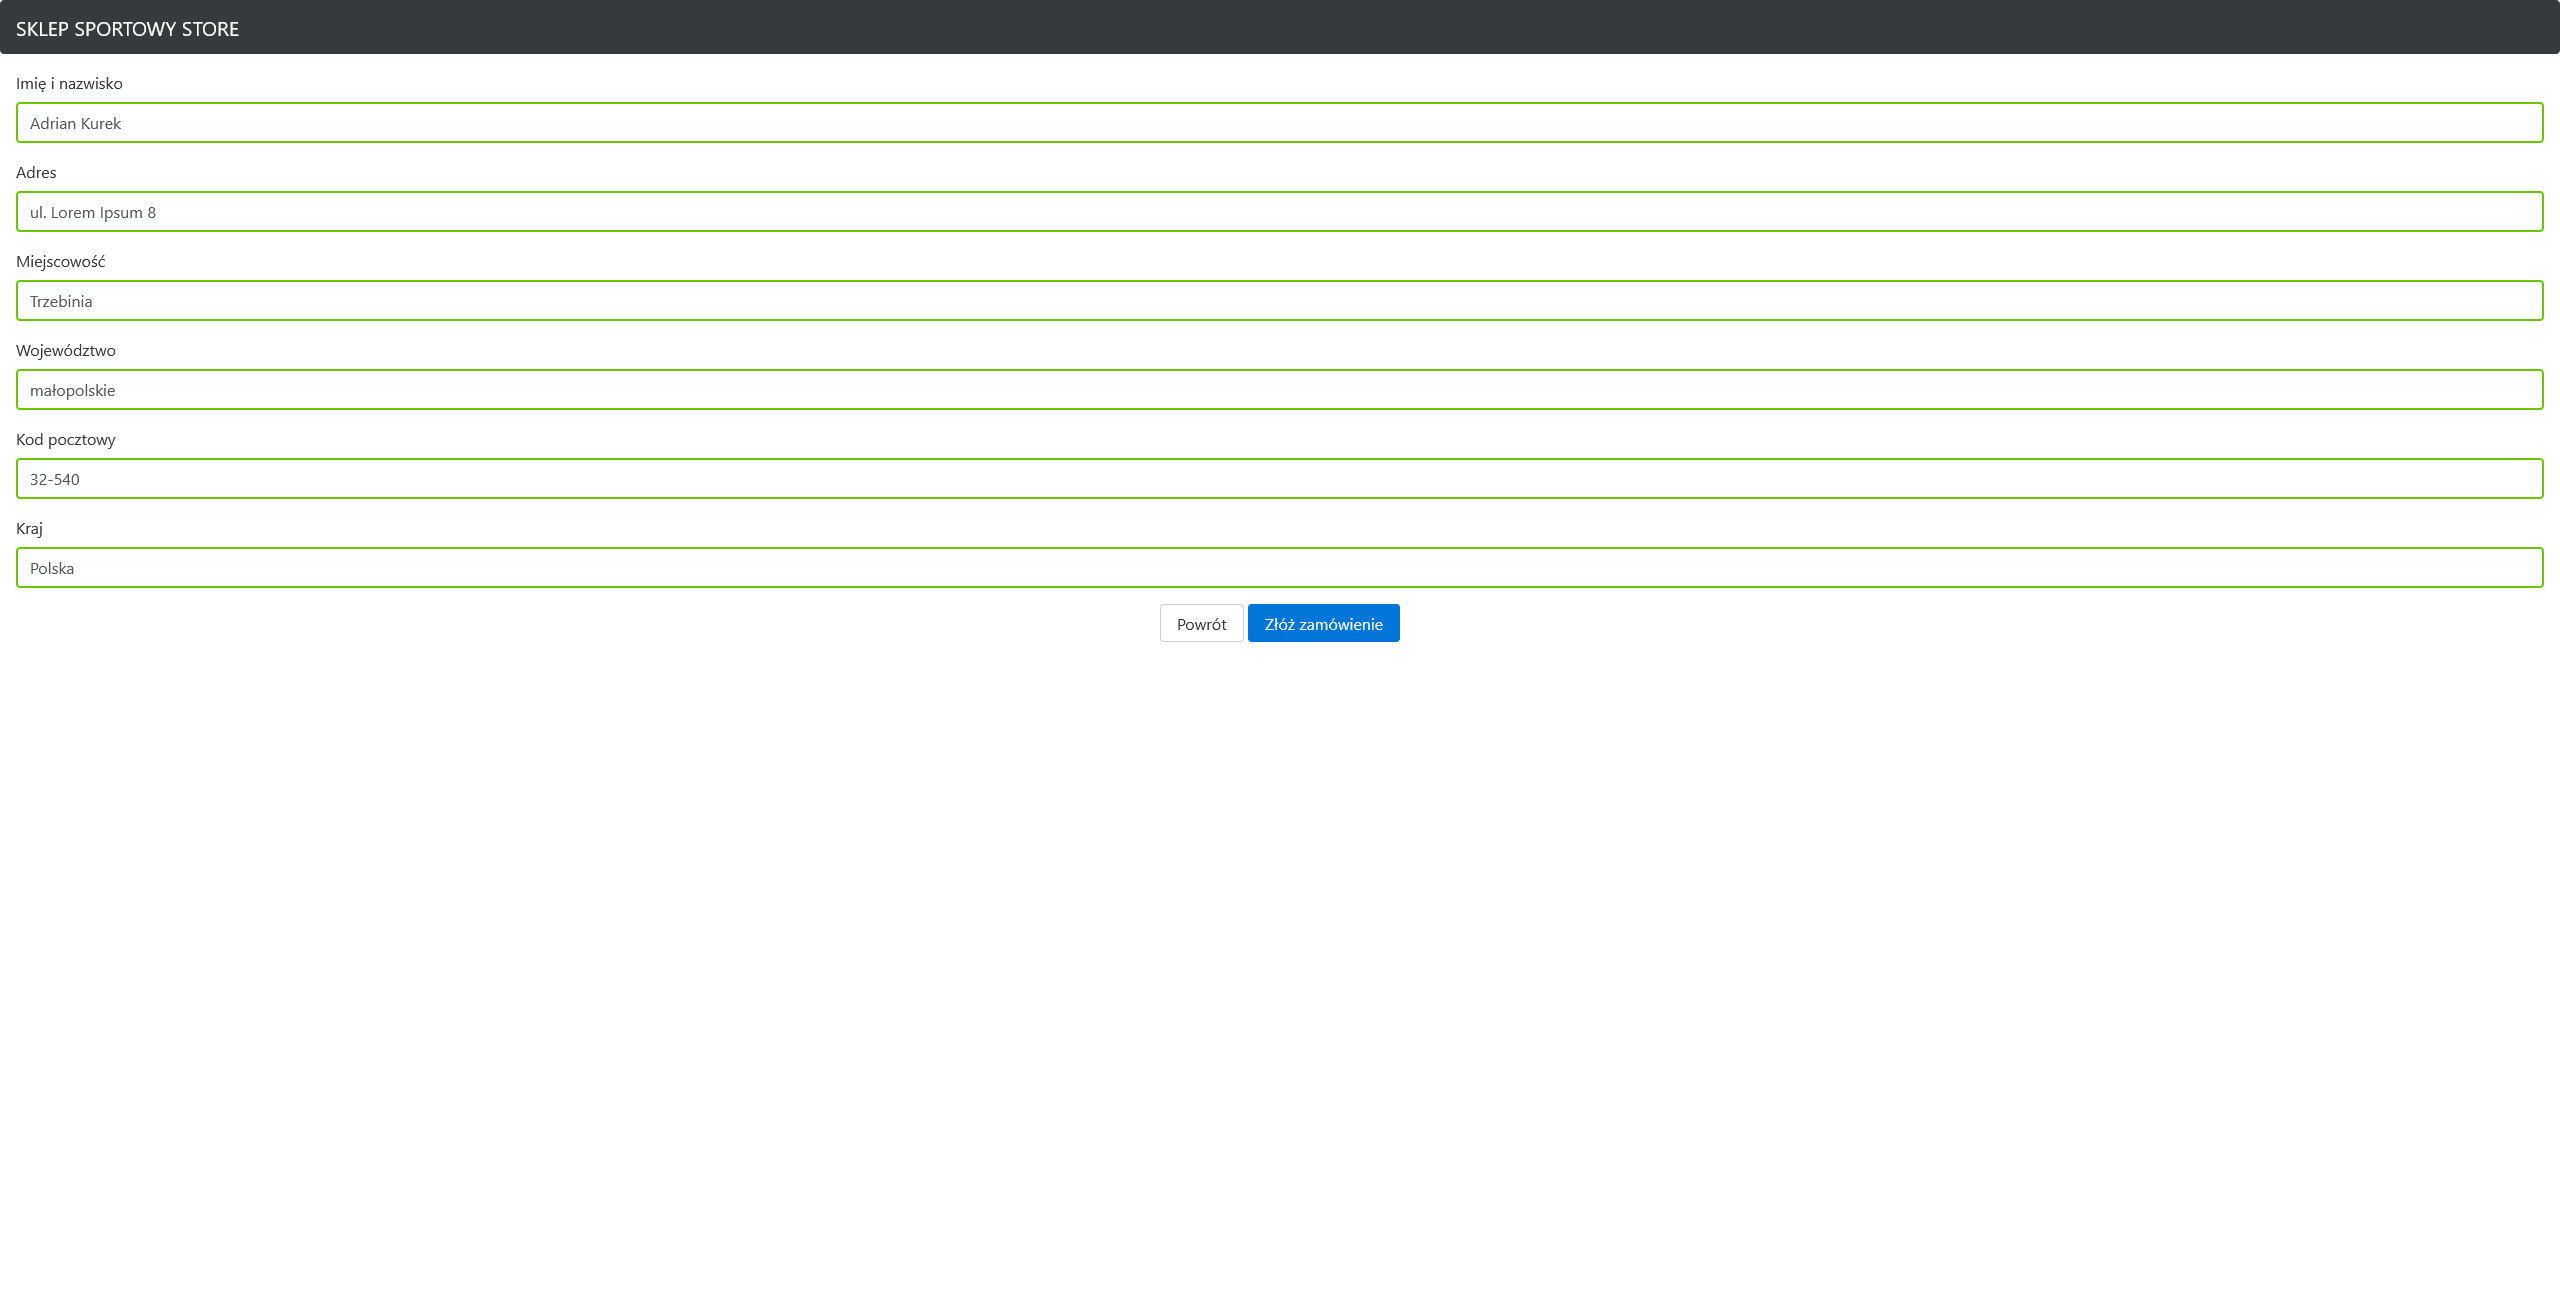 SKLEP SPORTOWY STORE
Imię i nazwisko
Adrian Kurek
Adres
ul. Lorem Ipsum 8
Miejscowość
Trzebinia
Województwo
małopolskie
Kod pocztowy
32-540
Kraj
Polska
Powrót Złóż zamówienie